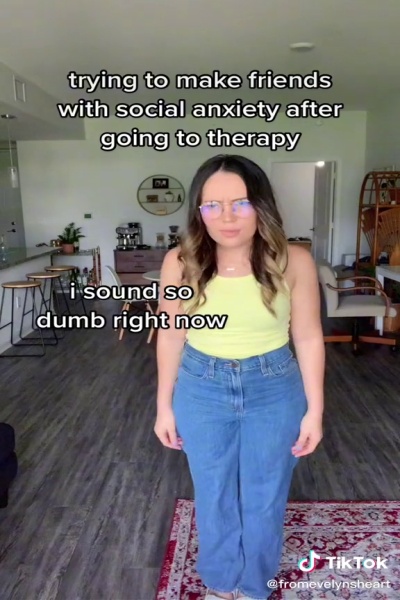 trying to make friends
with social anxiety after
going to therapy
i sound so
dumb right now
TikTok
@fromevelynsheart